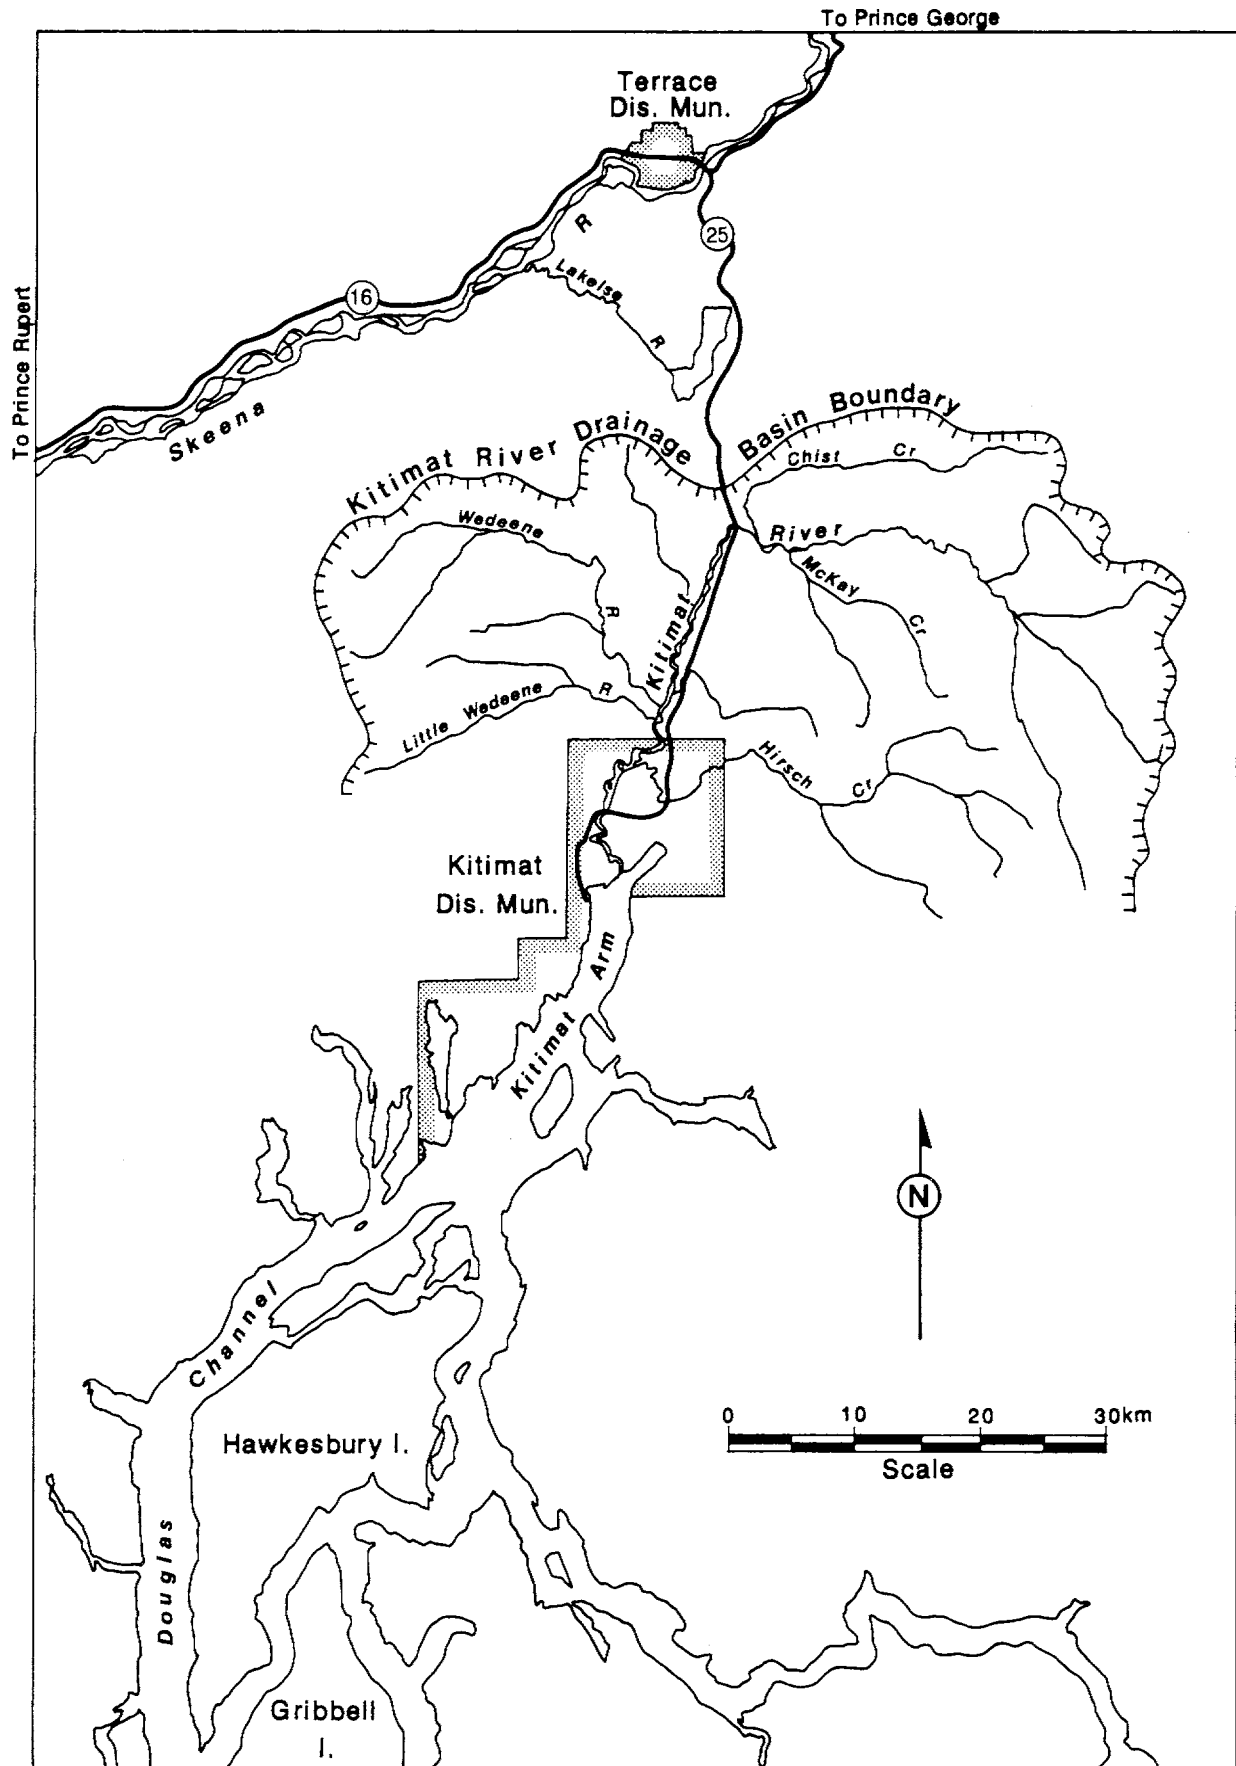 To Prince George
Terrace
Dis. Mun.
25
R
Lakelse
R
16
To Prince Rupert
Skeena
Kitimat River Drainage Basin Boundary
Chist Cr
Wedeene
River
McKay
R
Cr
Kitimat
Little Wedeene R
Hirsch
Cr
Kitimat
Dis. Mun.
Arm
Kitimat
N
Channel
0 10 20 30km
Scale
Hawkesbury I.
Douglas
Gribbell
I.